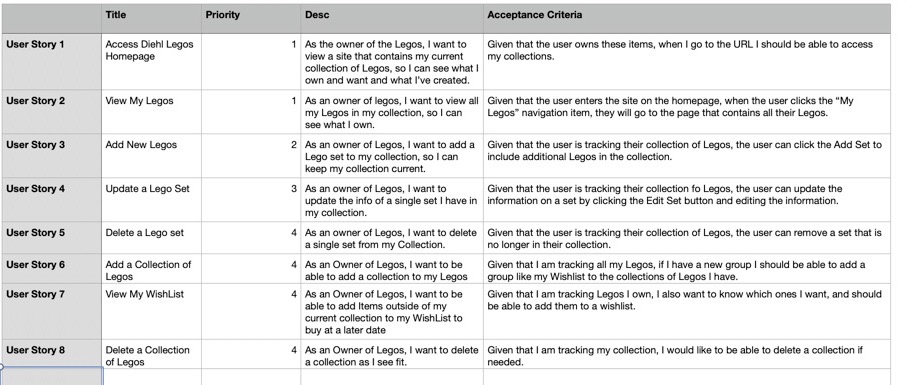 Title Priority Desc Acceptance Criteria
User Story 1 Access Diehl Legos 1 As the owner of the Legos, I want to Given that the user owns these items, when I go to the URL I should be able to access
Homepage view a site that contains my current my collections.
collection of Legos, so I can see what I
own and want and what I've created.
User Story 2 View My Legos 1 As an owner of legos, I want to view all Given that the user enters the site on the homepage, when the user clicks the “My
my Legos in my collection, so I can Legos” navigation item, they will go to the page that contains all their Legos.
see what I own.
User Story 3 Add New Legos 2 As an owner of Legos, I want to add a Given that the user is tracking their collection of Legos, the user can click the Add Set to
Lego set to my collection, so I can include additional Legos in the collection.
keep my collection current.
User Story 4 Update a Lego Set 3 As an owner of Legos, I want to Given that the user is tracking their collection fo Legos, the user can update the
update the info of a single set I have in information on a set by clicking the Edit Set button and editing the information.
my collection.
User Story 5 Delete a Lego set 4 As an owner of Legos, I want to delete Given that the user is tracking their collection of Legos, the user can remove a set that is
a single set from my Collection. no longer in their collection.
User Story 6 Add a Collection of 4 As an Owner of Legos, I want to be Given that I am tracking all my Legos, if I have a new group I should be able to add a
Legos able to add a collection to my Legos group like my Wishlist to the collections of Legos I have.
User Story 7 View My WishList 4 As an Owner of Legos, I want to be Given that I am tracking Legos I own, I also want to know which ones I want, and should
able to add Items outside of my be able to add them to a wishlist.
current collection to my WishList to
buy at a later date
User Story 8 Delete a Collection 4 As an Owner of Legos, I want to delete Given that I am tracking my collection, I would like to be able to delete a collection if
of Legos a collection as I see fit. needed.